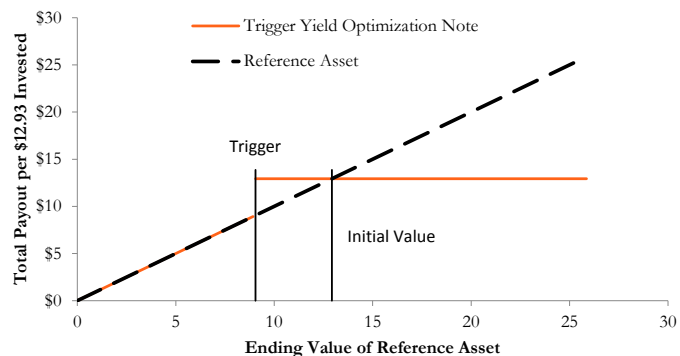 Total Payout per $12.93 Invested
$30
$25
$20
$15
$10
$5
$0
Trigger Yield Optimization Note
Reference Asset
Trigger
Initial Value
0 5 10 15 20 25 30
Ending Value of Reference Asset